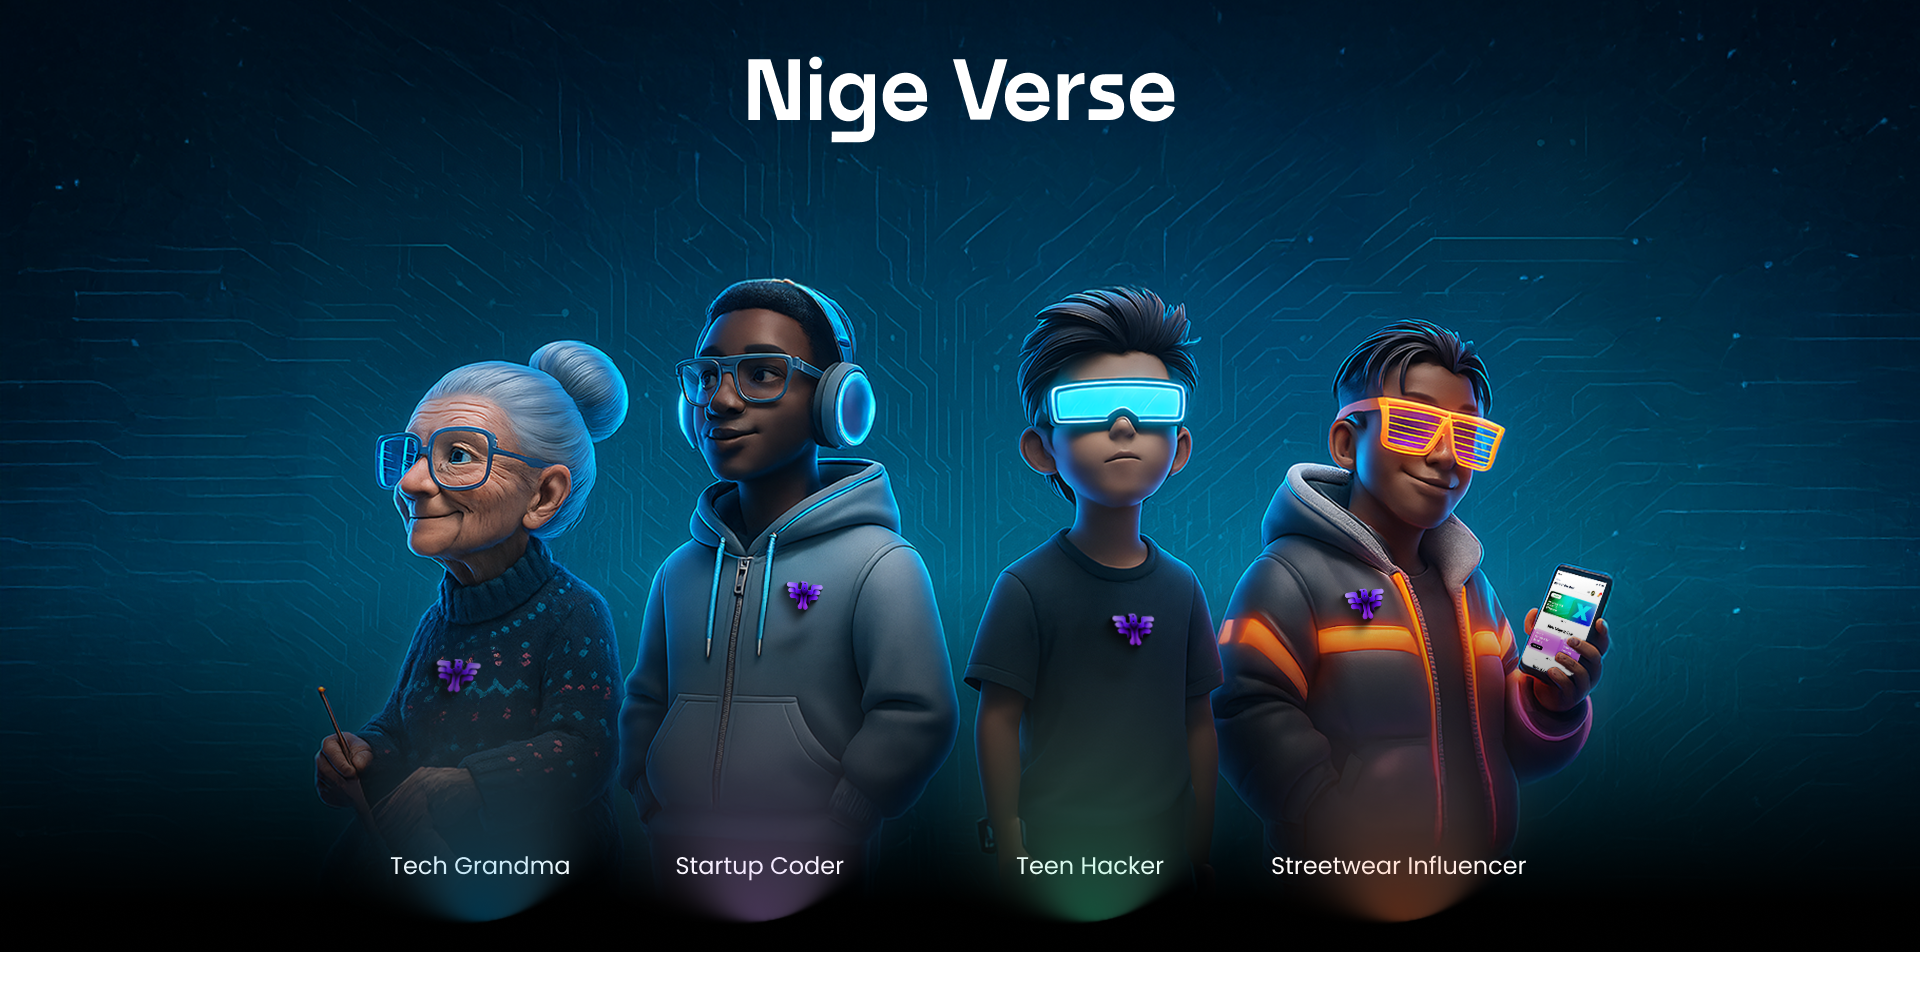 Nige Verse
Tech Grandma
Startup Coder
Teen Hacker
Streetwear Influencer